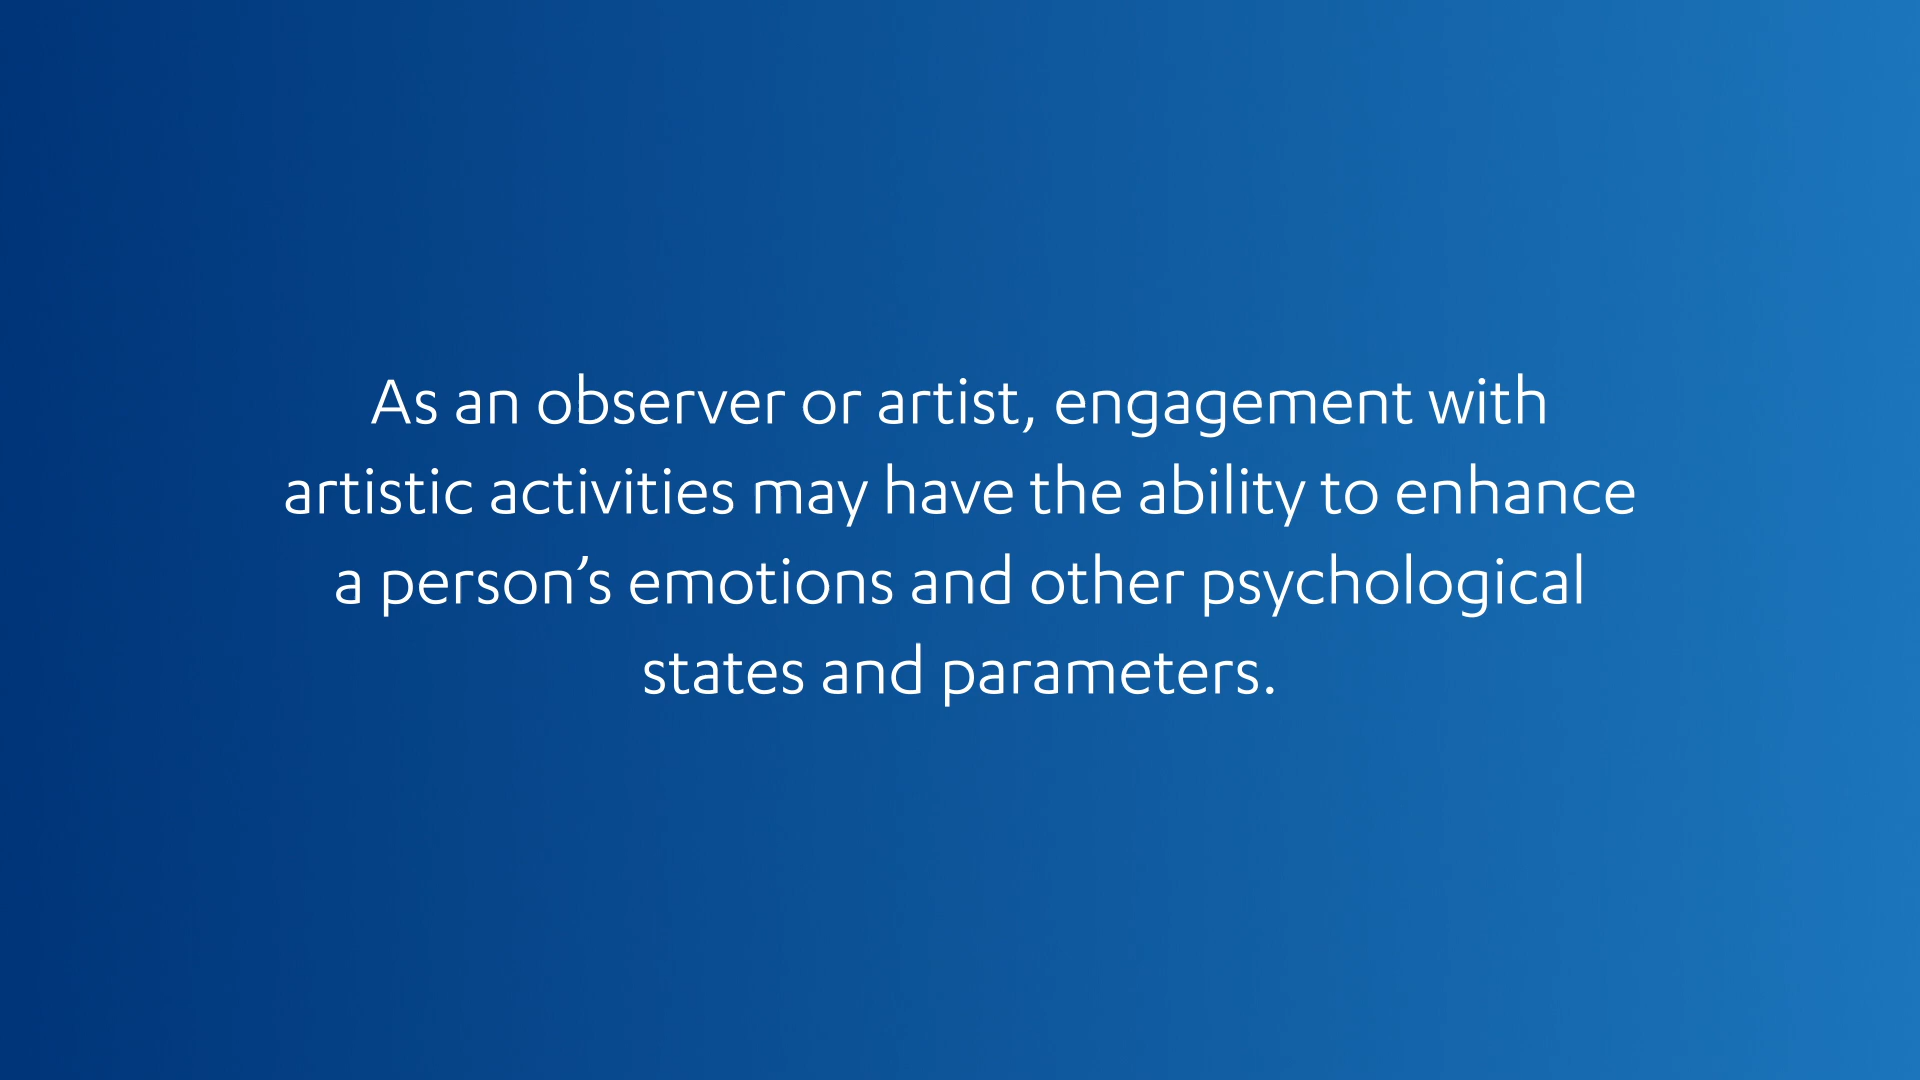 As an observer or artist, engagement with
artistic activities may have the ability to enhance
a person’s emotions and other psychological
states and parameters.